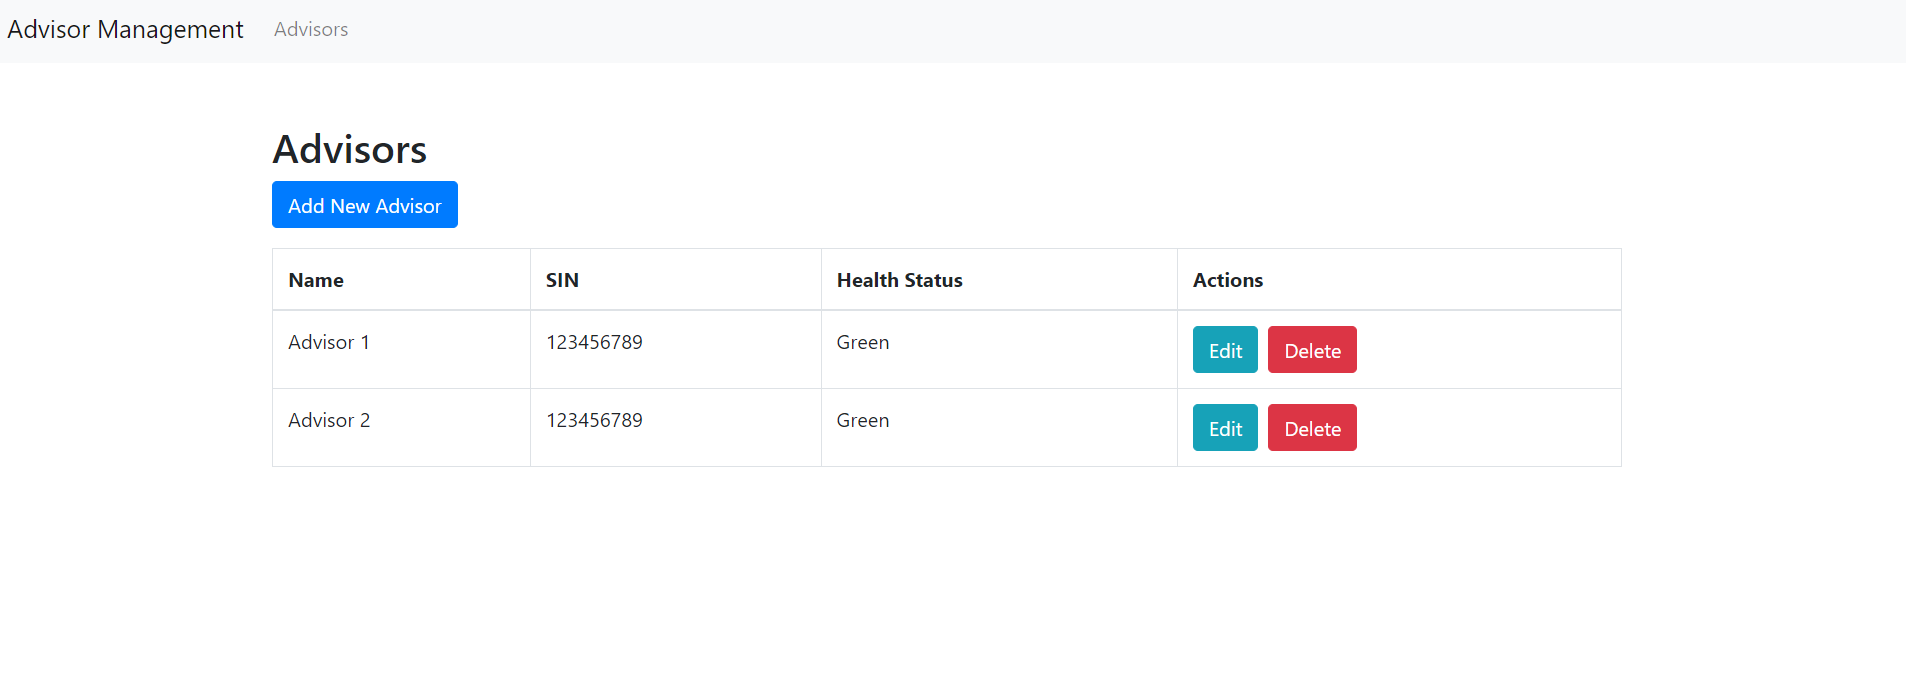 Advisor Management Advisors
Advisors
Add New Advisor
Name SIN Health Status Actions
Advisor 1 123456789 Green Edit Delete
Advisor 2 123456789 Green Edit Delete